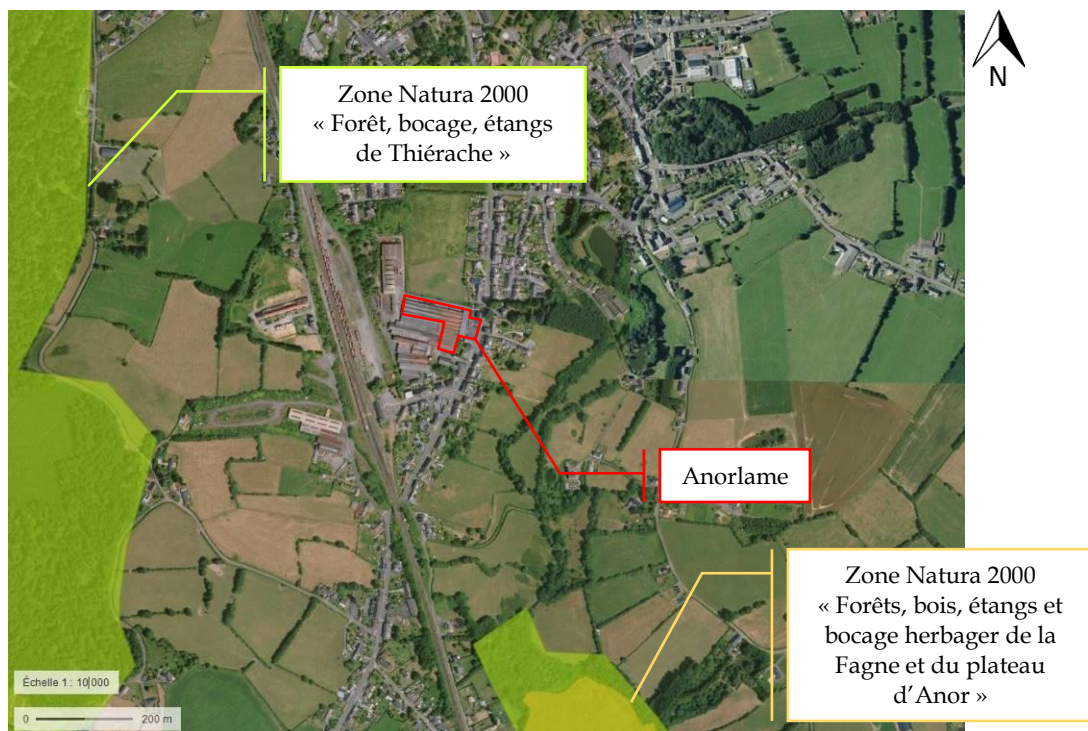 N
Zone Natura 2000
« Forêt, bocage, étangs
de Thiérache »
Anorlame
Zone Natura 2000
« Forêts, bois, étangs et
bocage herbager de la
Fagne et du plateau
d’Anor »
Échelle 1 : 10 000
0 200 m